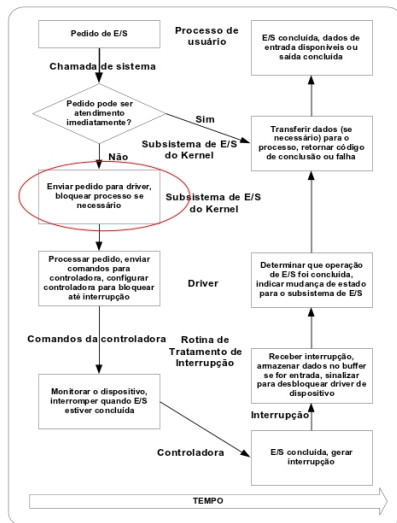 Pedido de E/S
Processo de
usuário
E/S concluída, dados de
entrada disponíveis ou
saída concluída
Chamada de sistema
Pedido pode ser
atendimento
imediatamente?
Sim
Subsistema de E/S
do Kernel
Transferir dados (se
necessário) para o
processo, retornar código
de conclusão ou falha
Não
Enviar pedido para driver,
bloquear processo se
necessário
Subsistema de E/S
do Kernel
Processar pedido, enviar
comandos para
controladora, configurar
controladora para bloquear
até interrupção
Driver
Determinar que operação
de E/S foi concluída,
indicar mudança de estado
para o subsistema de E/S
Comandos da controladora
Rotina de
Tratamento de
Interrupção
Receber interrupção,
armazenar dados no buffer
se for entrada, sinalizar
para desbloquear driver de
dispositivo
Monitorar o dispositivo,
interromper quando E/S
estiver concluída
Interrupção
Controladora
E/S concluída, gerar
interrupção
TEMPO